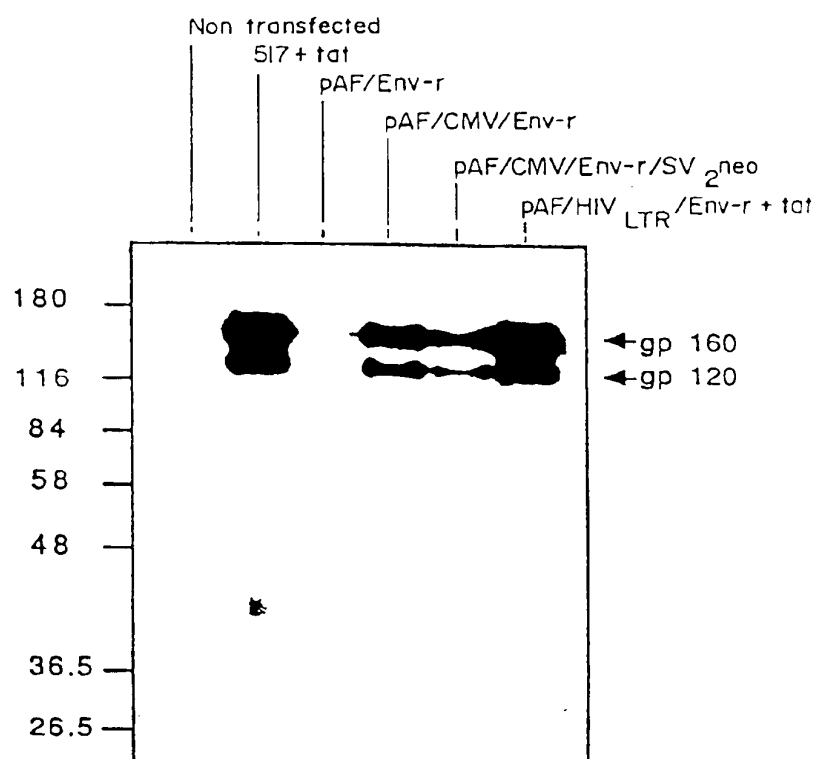 Non transfected
517 + tat
pAF/Env-r
pAF/CMV/Env-r
pAF/CMV/Env-r/SV 2neo
pAF/HIV LTR/Env-r + tat
180
gp 160
116
gp 120
84
58
48
36.5
26.5